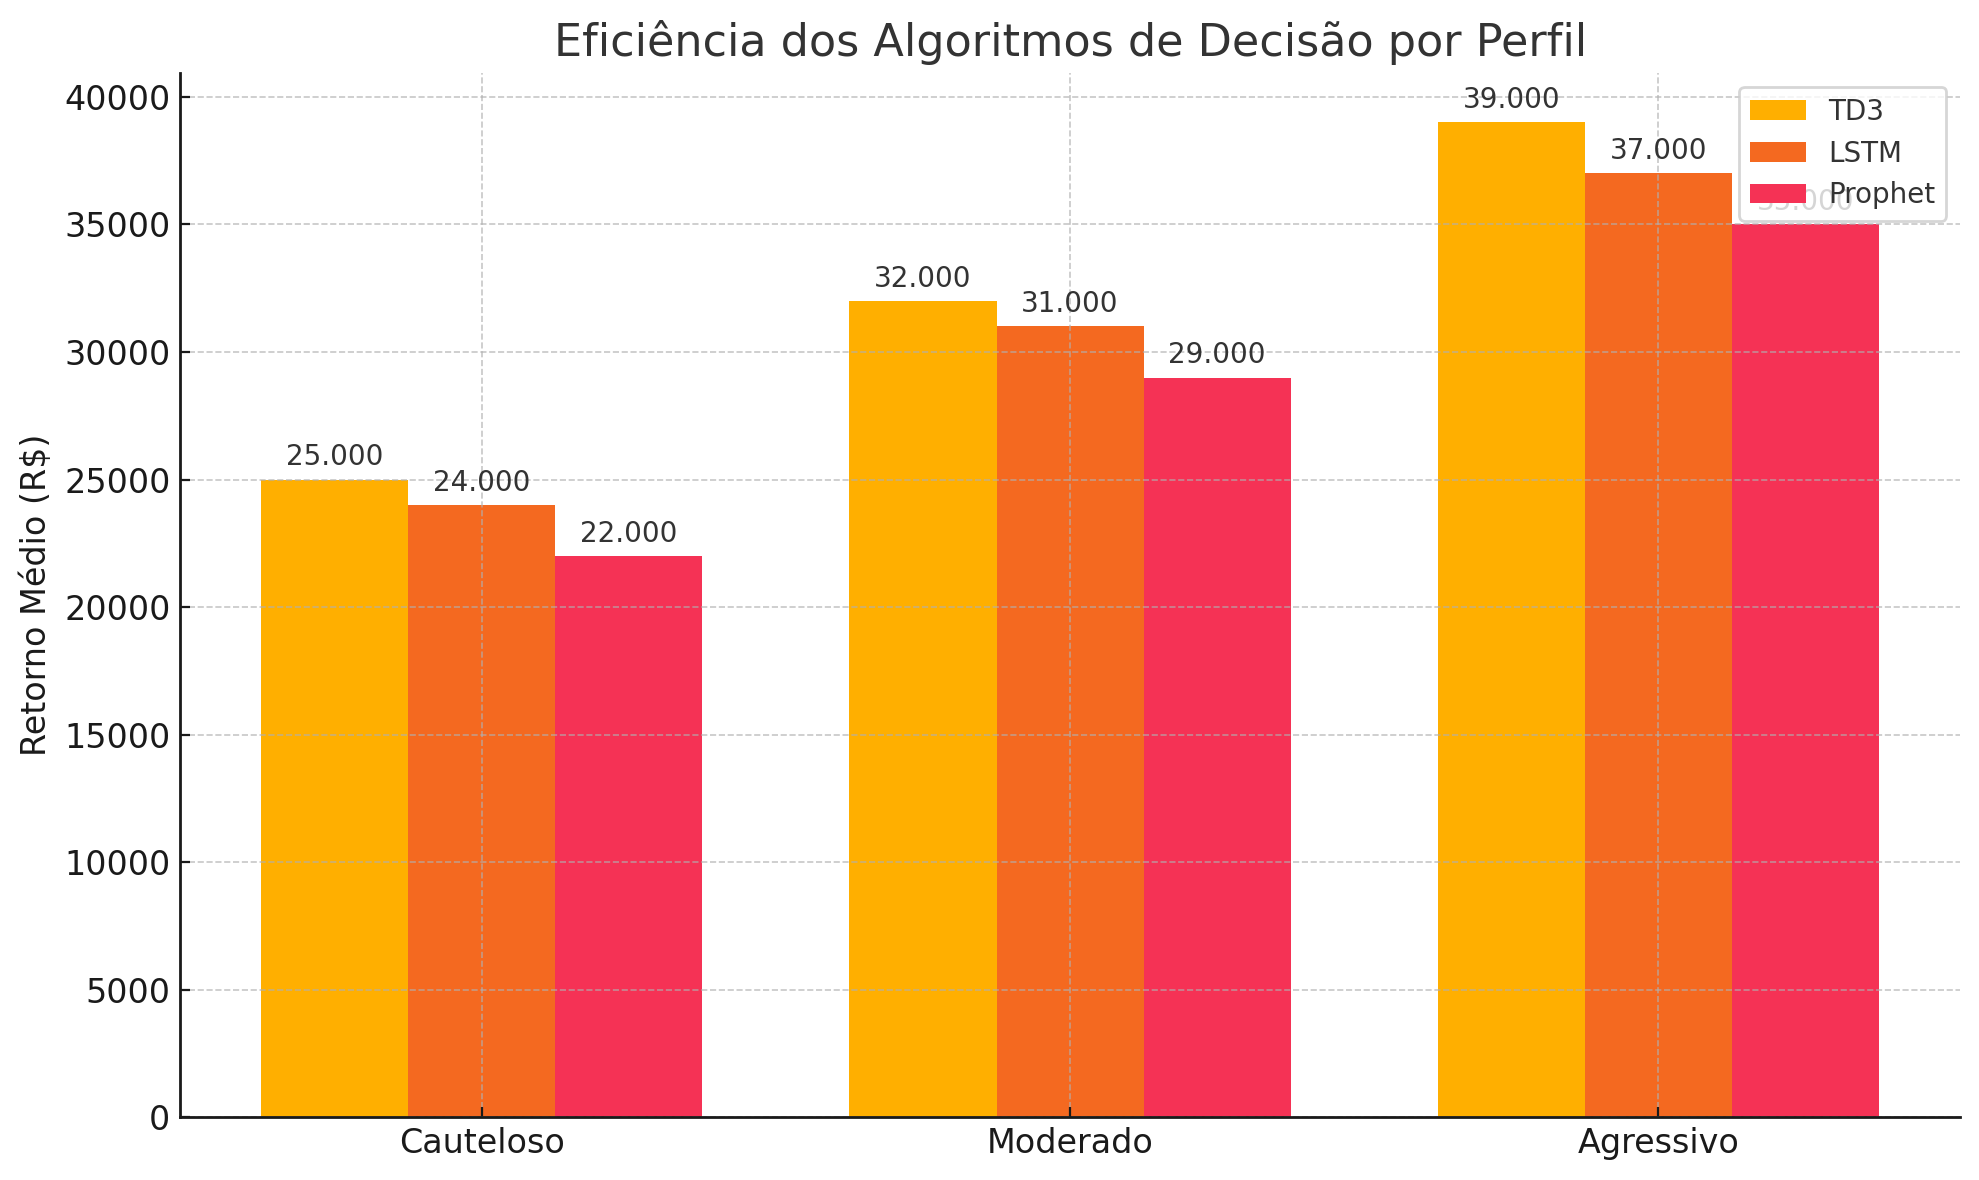 Eficiência dos Algoritmos de Decisão por Perfil
Retorno Médio (R$)
40000
35000
30000
25000
20000
15000
10000
5000
0
25.000
24.000
22.000
32.000
31.000
29.000
39.000
37.000
35.000
TD3
LSTM
Prophet
Cauteloso
Moderado
Agressivo